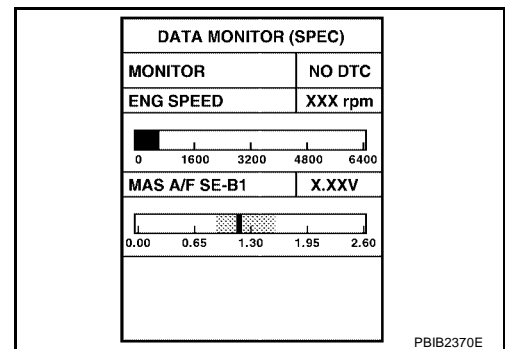 DATA MONITOR (SPEC)
MONITOR NO DTC
ENG SPEED XXX rpm
0 1600 3200 4800 6400
MAS A/F SE-B1 X.XXV
0.00 0.65 1.30 1.95 2.60
PBIB2370E